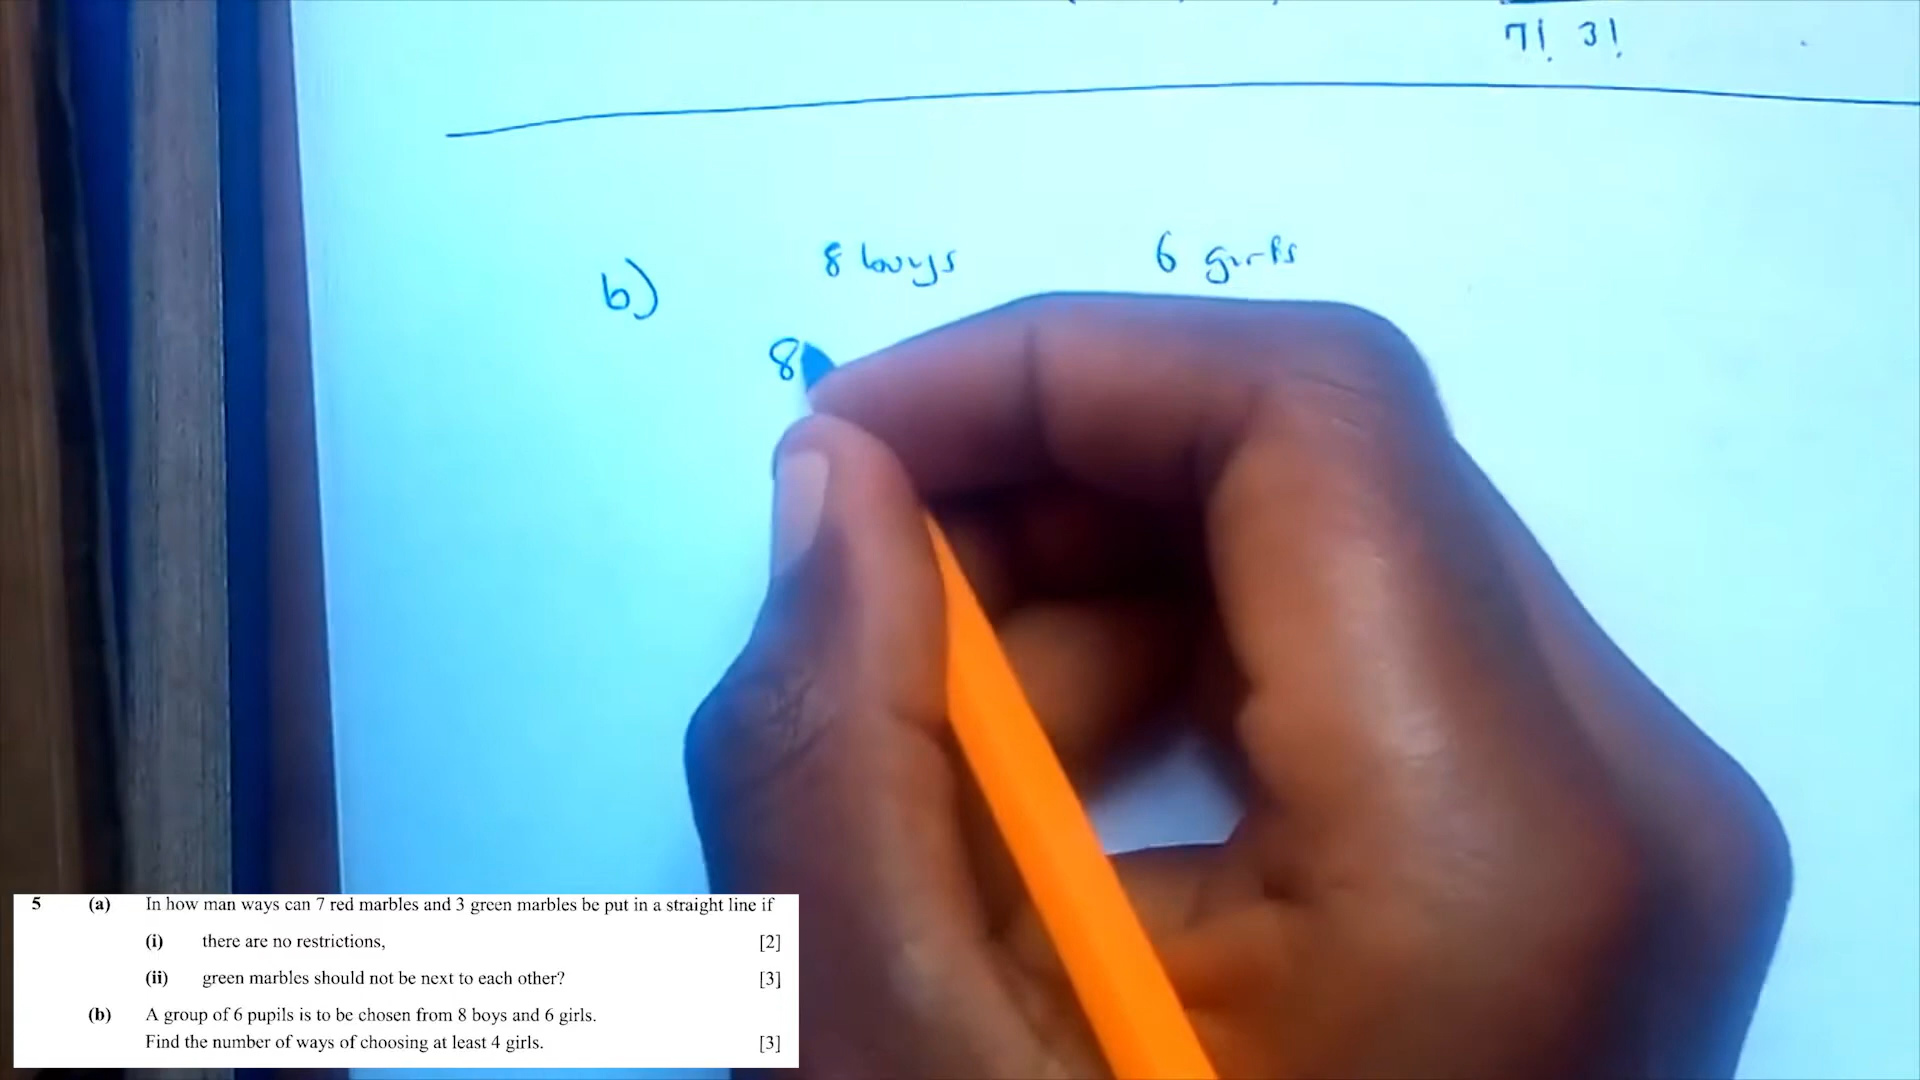 7! 3!
b) 8 boys 6 girls
8
5 (a) In how man ways can 7 red marbles and 3 green marbles be put in a straight line if
(i) there are no restrictions, [2]
(ii) green marbles should not be next to each other? [3]
(b) A group of 6 pupils is to be chosen from 8 boys and 6 girls.
Find the number of ways of choosing at least 4 girls. [3]